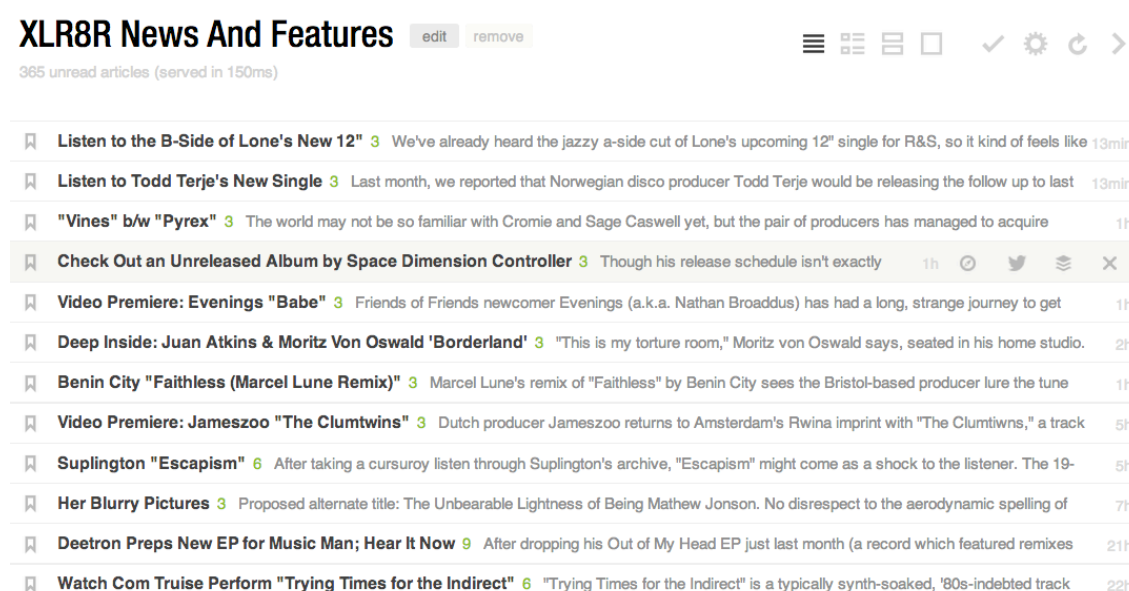 XLR8R News And Features edit remove
365 unread articles (served in 150ms)
Listen to the B-Side of Lone's New 12" 3 We've already heard the jazzy a-side cut of Lone's upcoming 12" single for R&S, so it kind of feels like 13min
Listen to Todd Terje's New Single 3 Last month, we reported that Norwegian disco producer Todd Terje would be releasing the follow up to last 13min
"Vines" b/w "Pyrex" 3 The world may not be so familiar with Cromie and Sage Caswell yet, but the pair of producers has managed to acquire 1h
Check Out an Unreleased Album by Space Dimension Controller 3 Though his release schedule isn't exactly 1h
Video Premiere: Evenings "Babe" 3 Friends of Friends newcomer Evenings (a.k.a. Nathan Broaddus) has had a long, strange journey to get 1h
Deep Inside: Juan Atkins & Moritz Von Oswald 'Borderland' 3 "This is my torture room," Moritz von Oswald says, seated in his home studio. 2h
Benin City "Faithless (Marcel Lune Remix)" 3 Marcel Lune's remix of "Faithless" by Benin City sees the Bristol-based producer lure the tune 1h
Video Premiere: Jameszoo "The Clumtwins" 3 Dutch producer Jameszoo returns to Amsterdam's Rwina imprint with "The Clumtiwns," a track 5h
Suplington "Escapism" 6 After taking a cursuroy listen through Suplington's archive, "Escapism" might come as a shock to the listener. The 19- 5h
Her Blurry Pictures 3 Proposed alternate title: The Unbearable Lightness of Being Mathew Jonson. No disrespect to the aerodynamic spelling of 7h
Deetron Preps New EP for Music Man; Hear It Now 9 After dropping his Out of My Head EP just last month (a record which featured remixes 21h
Watch Com Truise Perform "Trying Times for the Indirect" 6 "Trying Times for the Indirect" is a typically synth-soaked, '80s-indebted track 22h